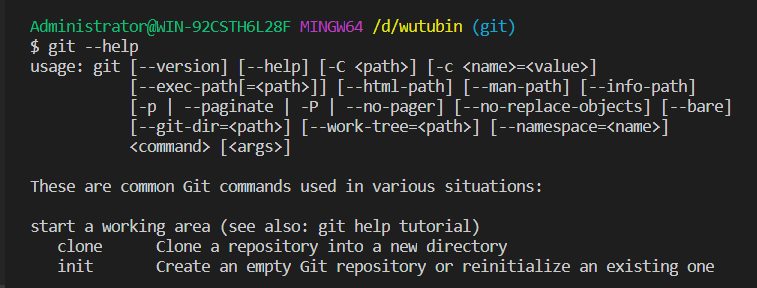 Administrator@WIN-92CSTH6L28F MINGW64 /d/wutubin (git)
$ git --help
usage: git [--version] [--help] [-C <path>] [-c <name>=<value>]
           [--exec-path[=<path>]] [--html-path] [--man-path] [--info-path]
           [-p | --paginate | -P | --no-pager] [--no-replace-objects] [--bare]
           [--git-dir=<path>] [--work-tree=<path>] [--namespace=<name>]
           <command> [<args>]

These are common Git commands used in various situations:

start a working area (see also: git help tutorial)
   clone      Clone a repository into a new directory
   init       Create an empty Git repository or reinitialize an existing one